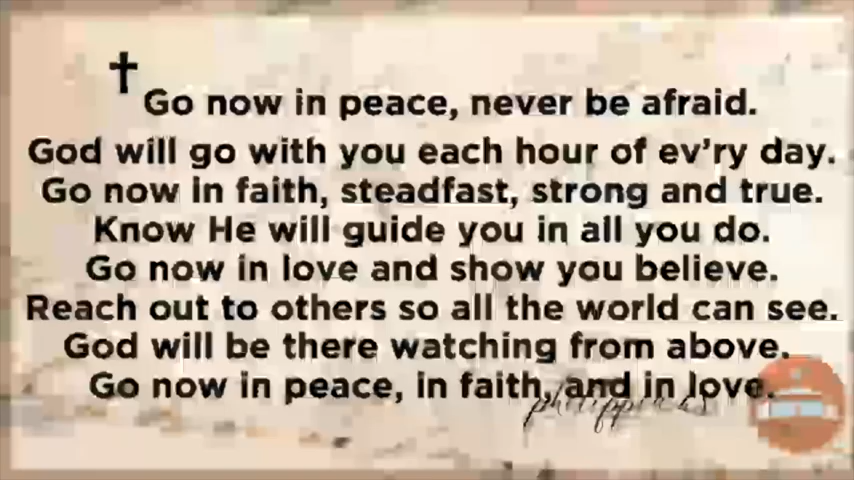 Go now in peace, never be afraid.
God will go with you each hour of ev'ry day.
Go now in faith, steadfast, strong and true.
Know He will guide you in all you do.
Go now in love and show you believe.
Reach out to others so all the world can see.
God will be there watching from above.
Go now in peace, in faith, and in love.